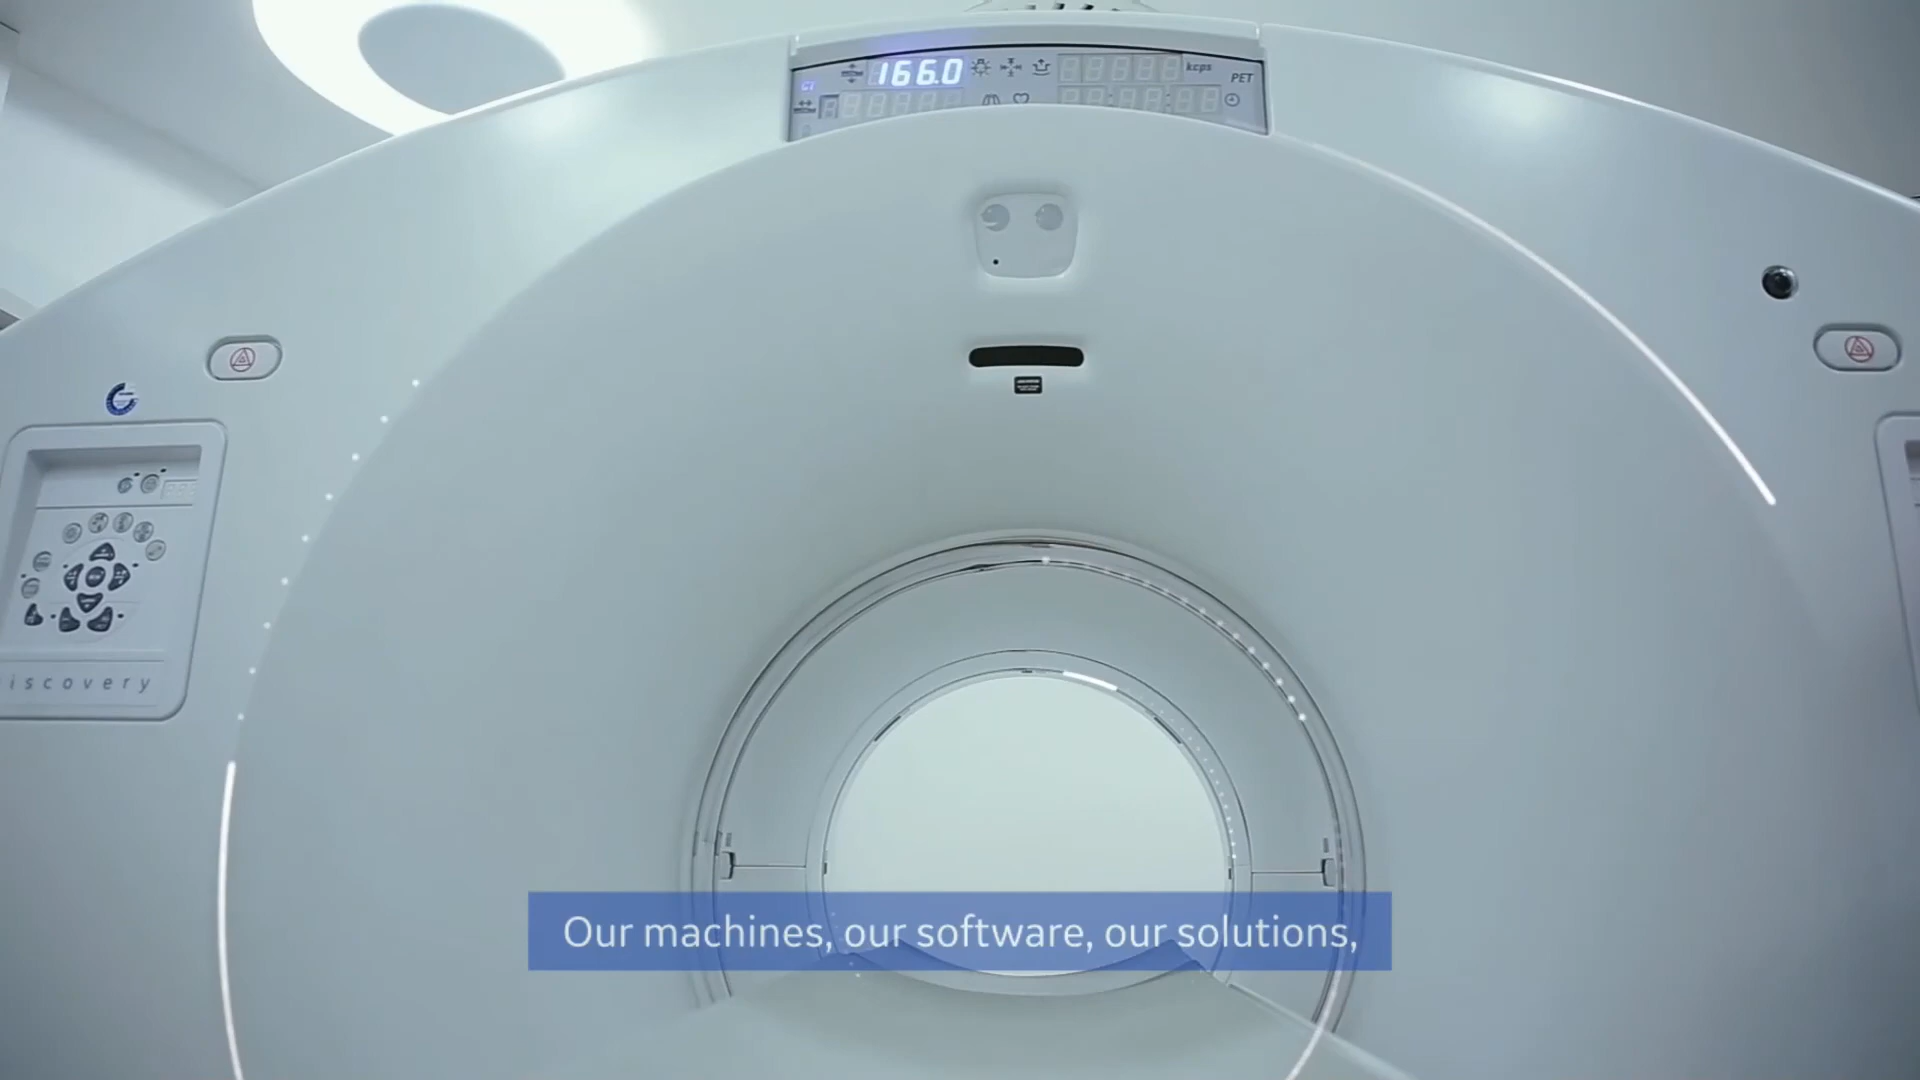 166.0
kcps
PET
iscovery
Our machines, our software, our solutions,